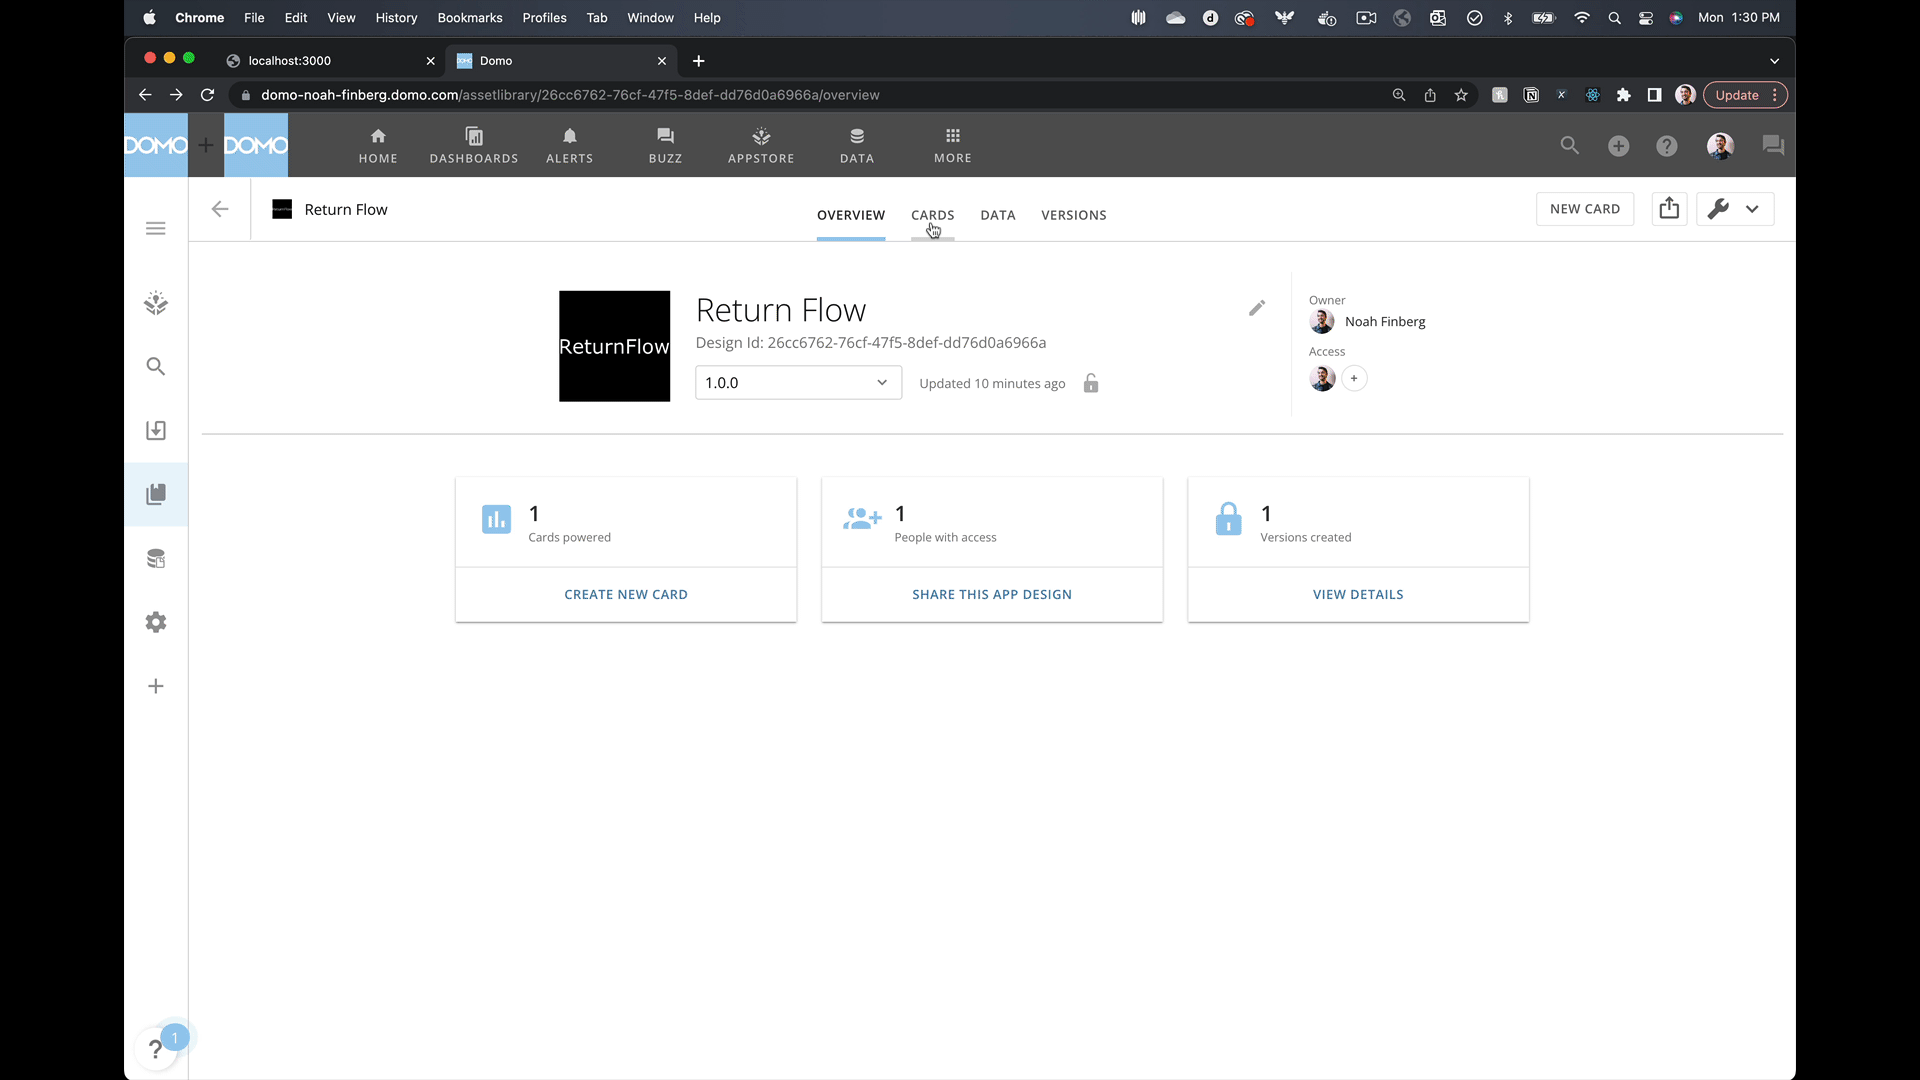 Chrome File Edit View History Bookmarks Profiles Tab Window Help Mon 1:30 PM
localhost:3000 Domo
domo-noah-finberg.domo.com/assetlibrary/26cc6762-76cf-47f5-8def-dd76d0a6966a/overview Update
DOMO DOMO HOME DASHBOARDS ALERTS BUZZ APPSTORE DATA MORE
Return Flow OVERVIEW CARDS DATA VERSIONS NEW CARD
ReturnFlow
Return Flow
Design Id: 26cc6762-76cf-47f5-8def-dd76d0a6966a
1.0.0 Updated 10 minutes ago
Owner
Noah Finberg
Access
1
Cards powered
CREATE NEW CARD
1
People with access
SHARE THIS APP DESIGN
1
Versions created
VIEW DETAILS
? 1